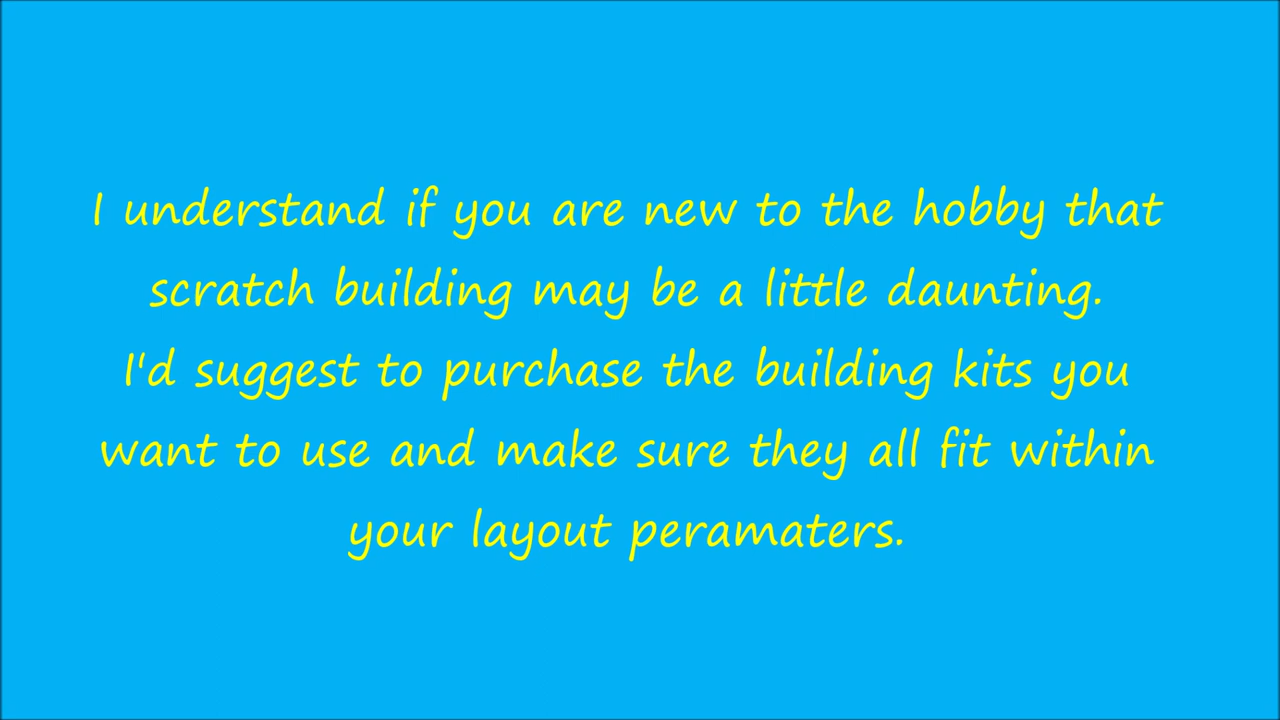 I understand if you are new to the hobby that
scratch building may be a little daunting.
I'd suggest to purchase the building kits you
want to use and make sure they all fit within
your layout peramaters.